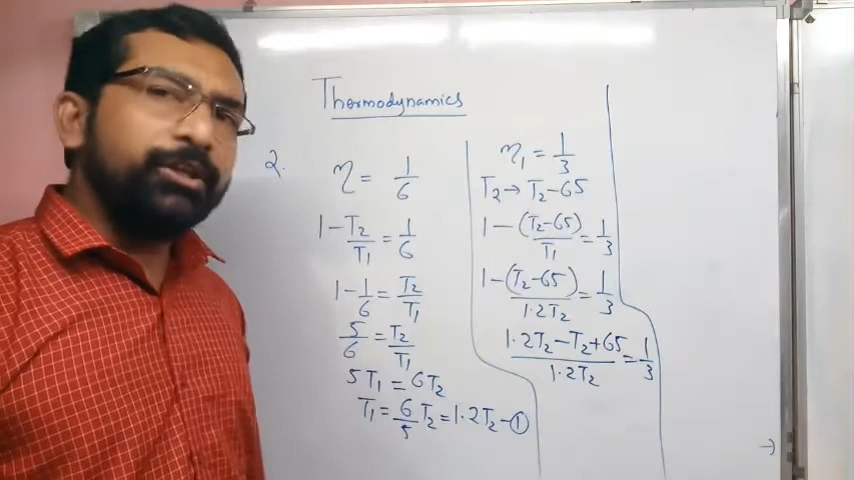 Thermodynamics
2.
η = 1/6
1 - T₂/T₁ = 1/6
1 - 1/6 = T₂/T₁
5/6 = T₂/T₁
5T₁ = 6T₂
T₁ = 6/5 T₂ = 1.2T₂ - ①
η₁ = 1/3
T₂ → T₂-65
1 - (T₂-65)/T₁ = 1/3
1 - (T₂-65)/1.2T₂ = 1/3
1.2T₂-T₂+65/1.2T₂ = 1/3
→